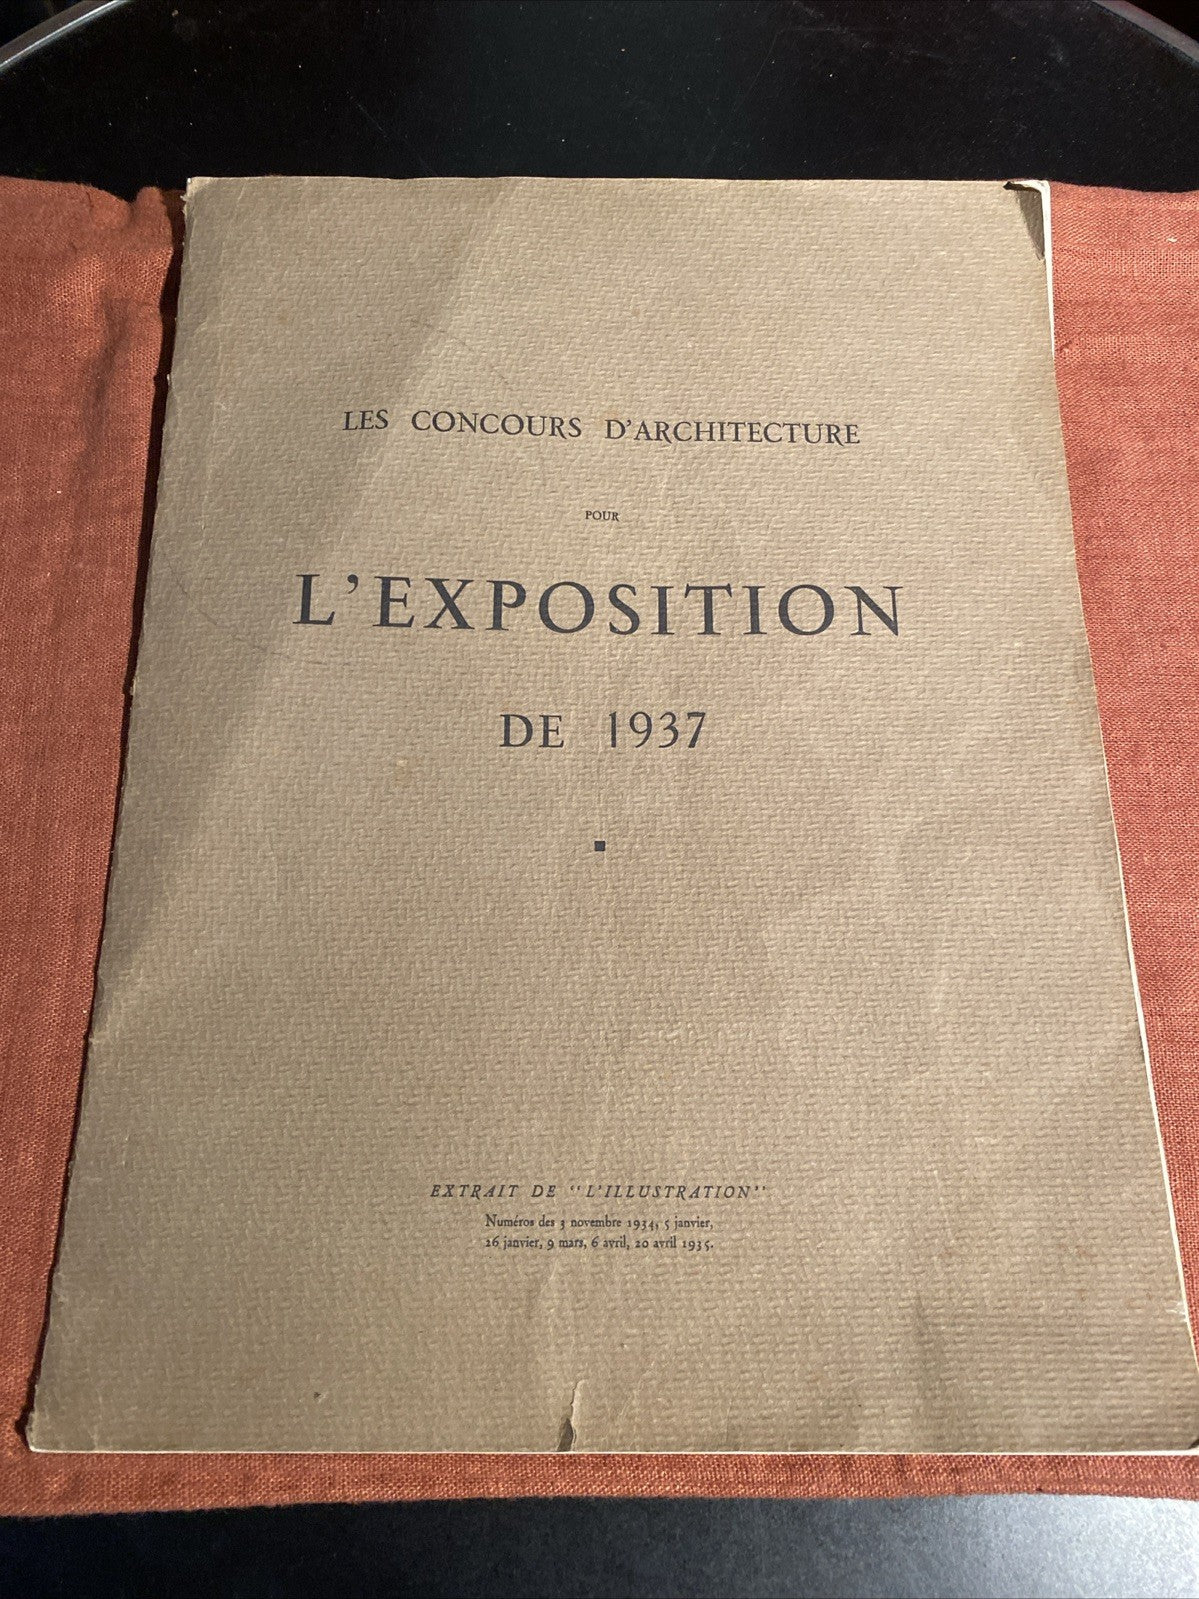 LES CONCOURS D'ARCHITECTURE
POUR
L'EXPOSITION
DE 1937
EXTRAIT DE "L'ILLUSTRATION"
Numéros des 3 novembre 1934, 5 janvier,
26 janvier, 9 mars, 6 avril, 20 avril 1935.